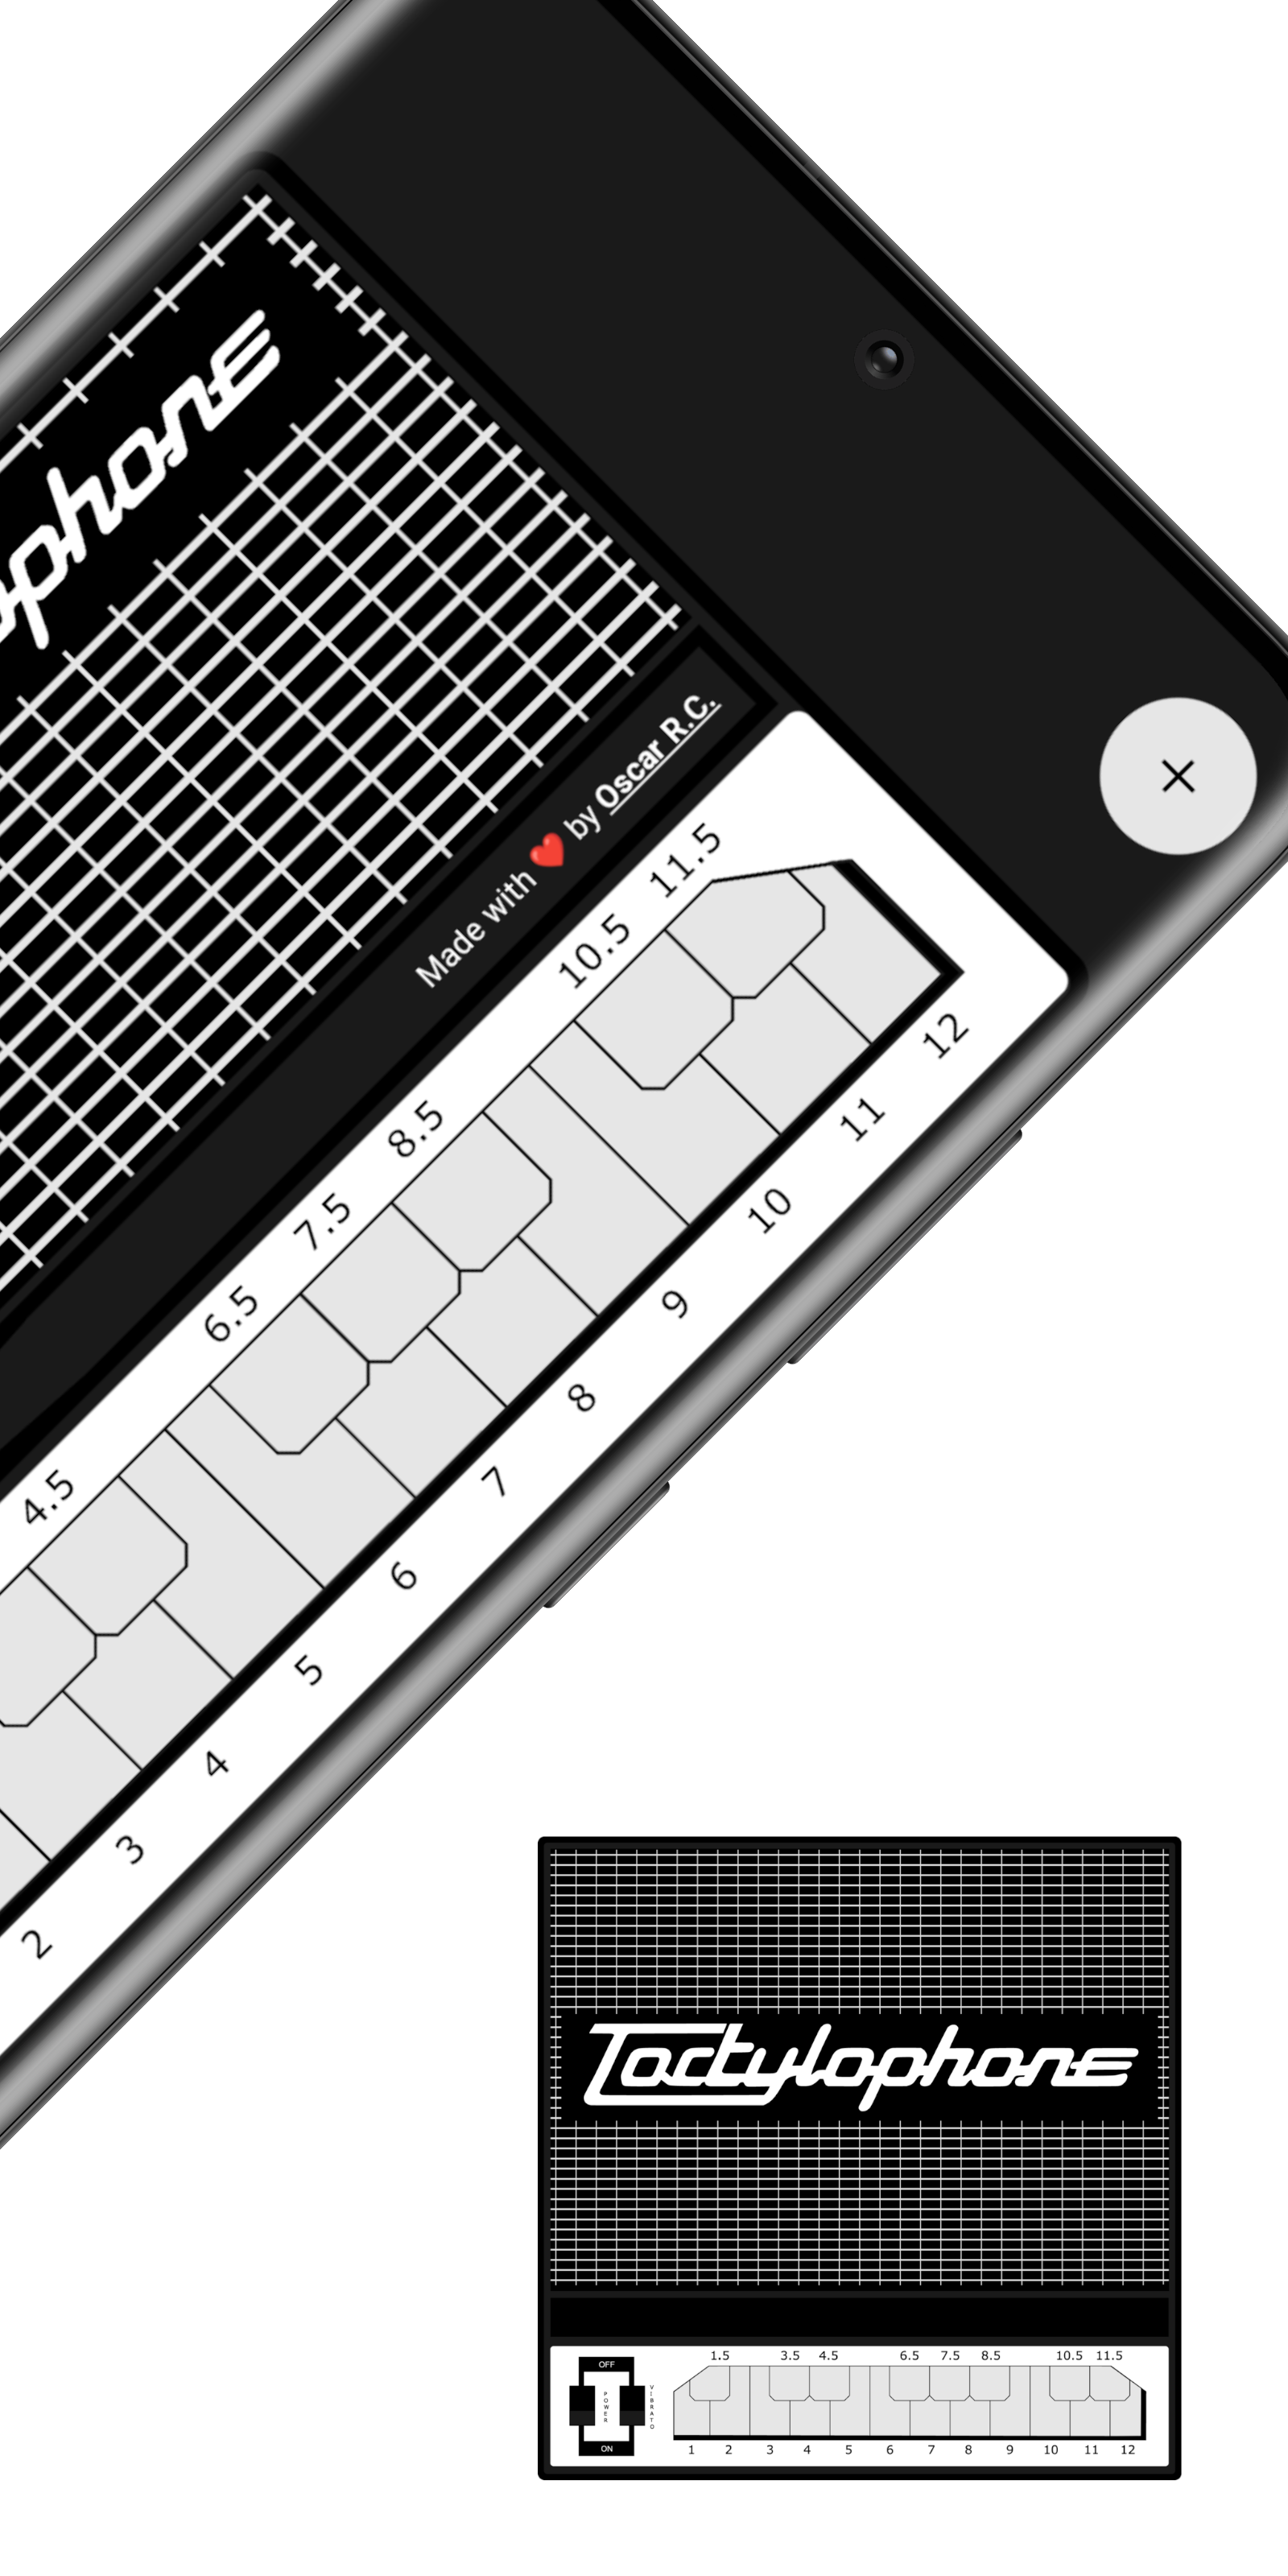 ophone
Made with ❤️ by Oscar R.C.
4.5 6.5 7.5 8.5 10.5 11.5
2 3 4 5 6 7 8 9 10 11 12
Tactylophone
OFF
POWER
VIBRATO
ON
1.5 3.5 4.5 6.5 7.5 8.5 10.5 11.5
1 2 3 4 5 6 7 8 9 10 11 12